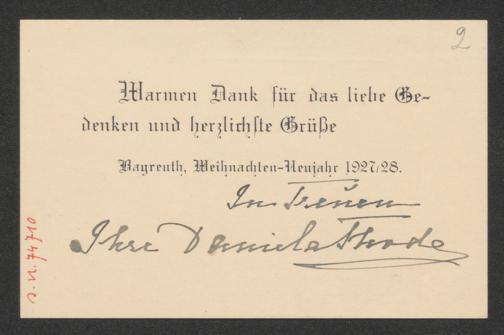 2
Warmen Dank für das liebe Ge-
denken und herzlichste Grüße
Bayreuth, Weihnachten-Neujahr 1927/28.
In Treuen
Ihre Daniela Thode
s. n. 74710